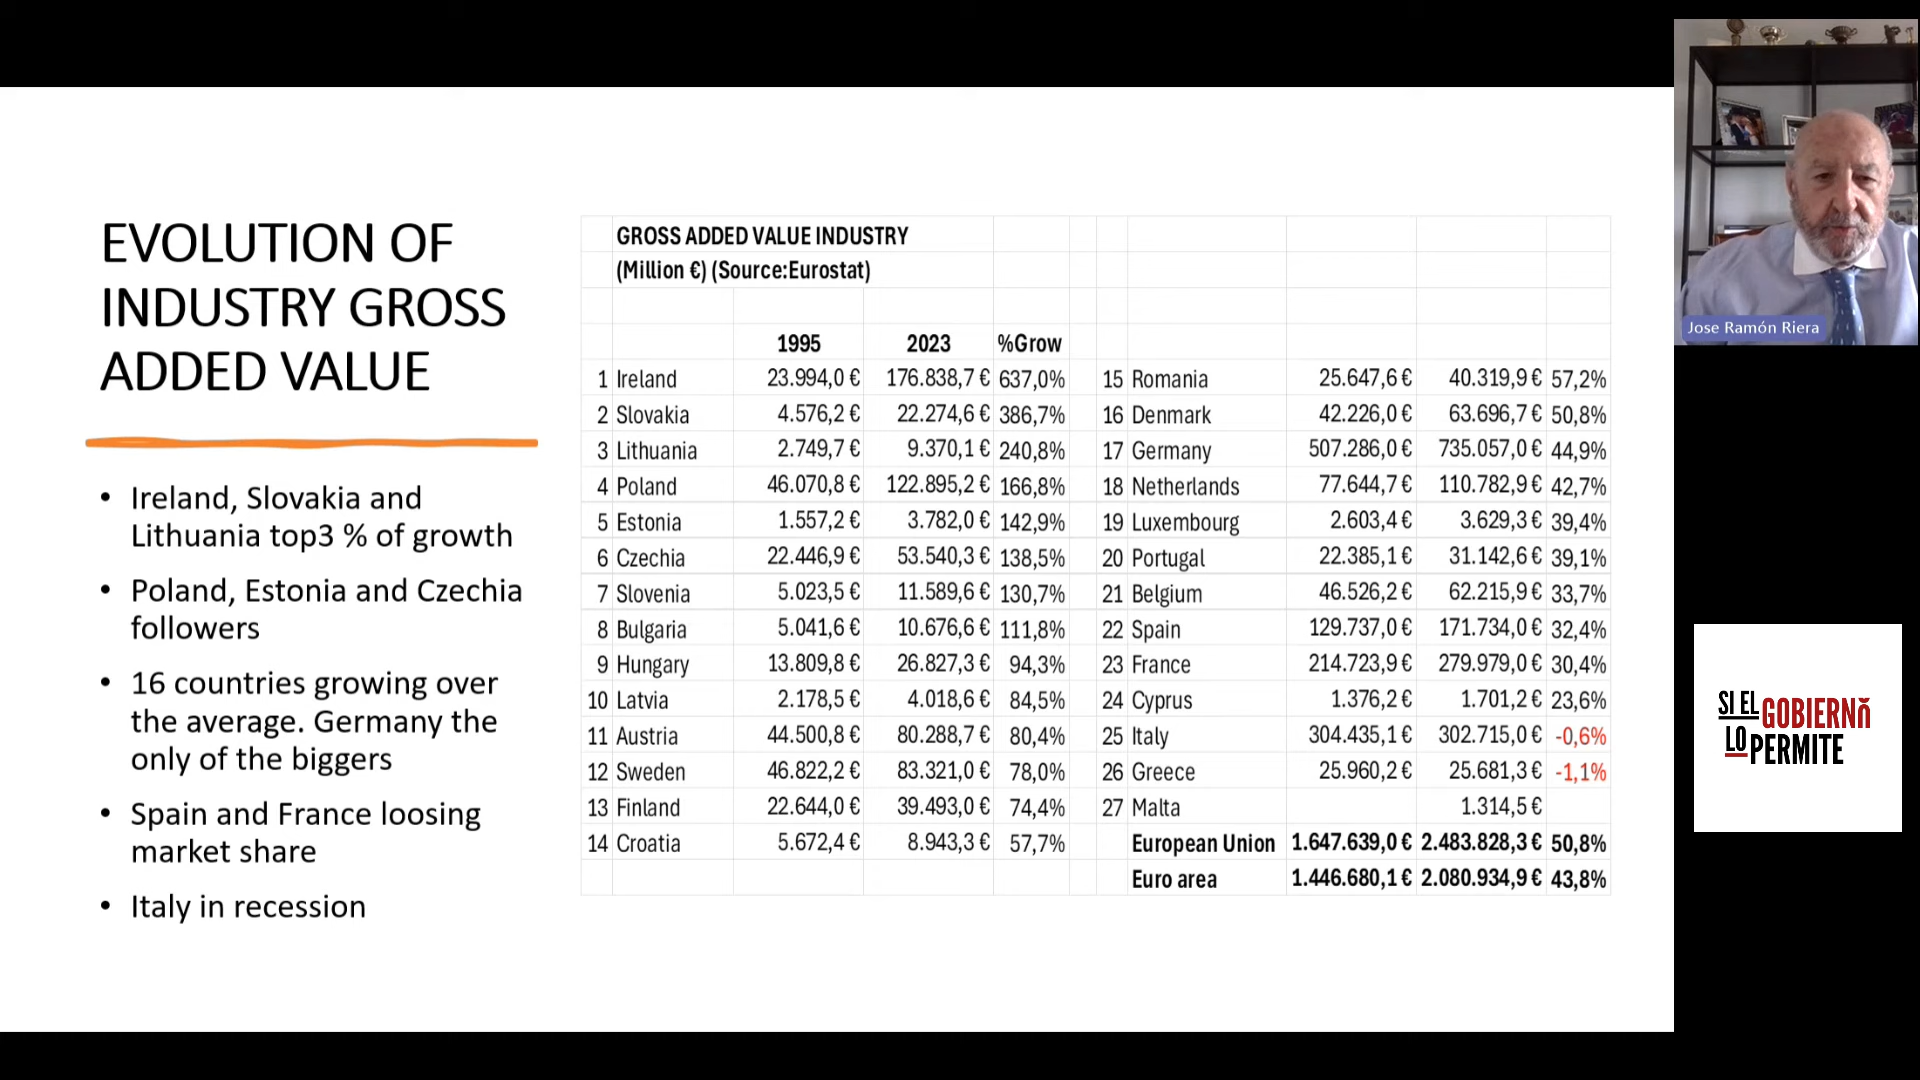 EVOLUTION OF
INDUSTRY GROSS
ADDED VALUE
• Ireland, Slovakia and
Lithuania top3 % of growth
• Poland, Estonia and Czechia
followers
• 16 countries growing over
the average. Germany the
only of the biggers
• Spain and France loosing
market share
• Italy in recession
GROSS ADDED VALUE INDUSTRY
(Million €) (Source:Eurostat)
1995 2023 %Grow
1 Ireland 23.994,0 € 176.838,7 € 637,0%
2 Slovakia 4.576,2 € 22.274,6 € 386,7%
3 Lithuania 2.749,7 € 9.370,1 € 240,8%
4 Poland 46.070,8 € 122.895,2 € 166,8%
5 Estonia 1.557,2 € 3.782,0 € 142,9%
6 Czechia 22.446,9 € 53.540,3 € 138,5%
7 Slovenia 5.023,5 € 11.589,6 € 130,7%
8 Bulgaria 5.041,6 € 10.676,6 € 111,8%
9 Hungary 13.809,8 € 26.827,3 € 94,3%
10 Latvia 2.178,5 € 4.018,6 € 84,5%
11 Austria 44.500,8 € 80.288,7 € 80,4%
12 Sweden 46.822,2 € 83.321,0 € 78,0%
13 Finland 22.644,0 € 39.493,0 € 74,4%
14 Croatia 5.672,4 € 8.943,3 € 57,7%
15 Romania 25.647,6 € 40.319,9 € 57,2%
16 Denmark 42.226,0 € 63.696,7 € 50,8%
17 Germany 507.286,0 € 735.057,0 € 44,9%
18 Netherlands 77.644,7 € 110.782,9 € 42,7%
19 Luxembourg 2.603,4 € 3.629,3 € 39,4%
20 Portugal 22.385,1 € 31.142,6 € 39,1%
21 Belgium 46.526,2 € 62.215,9 € 33,7%
22 Spain 129.737,0 € 171.734,0 € 32,4%
23 France 214.723,9 € 279.979,0 € 30,4%
24 Cyprus 1.376,2 € 1.701,2 € 23,6%
25 Italy 304.435,1 € 302.715,0 € -0,6%
26 Greece 25.960,2 € 25.681,3 € -1,1%
27 Malta 1.314,5 €
European Union 1.647.639,0 € 2.483.828,3 € 50,8%
Euro area 1.446.680,1 € 2.080.934,9 € 43,8%
Jose Ramón Riera
SI EL GOBIERNO
LO PERMITE